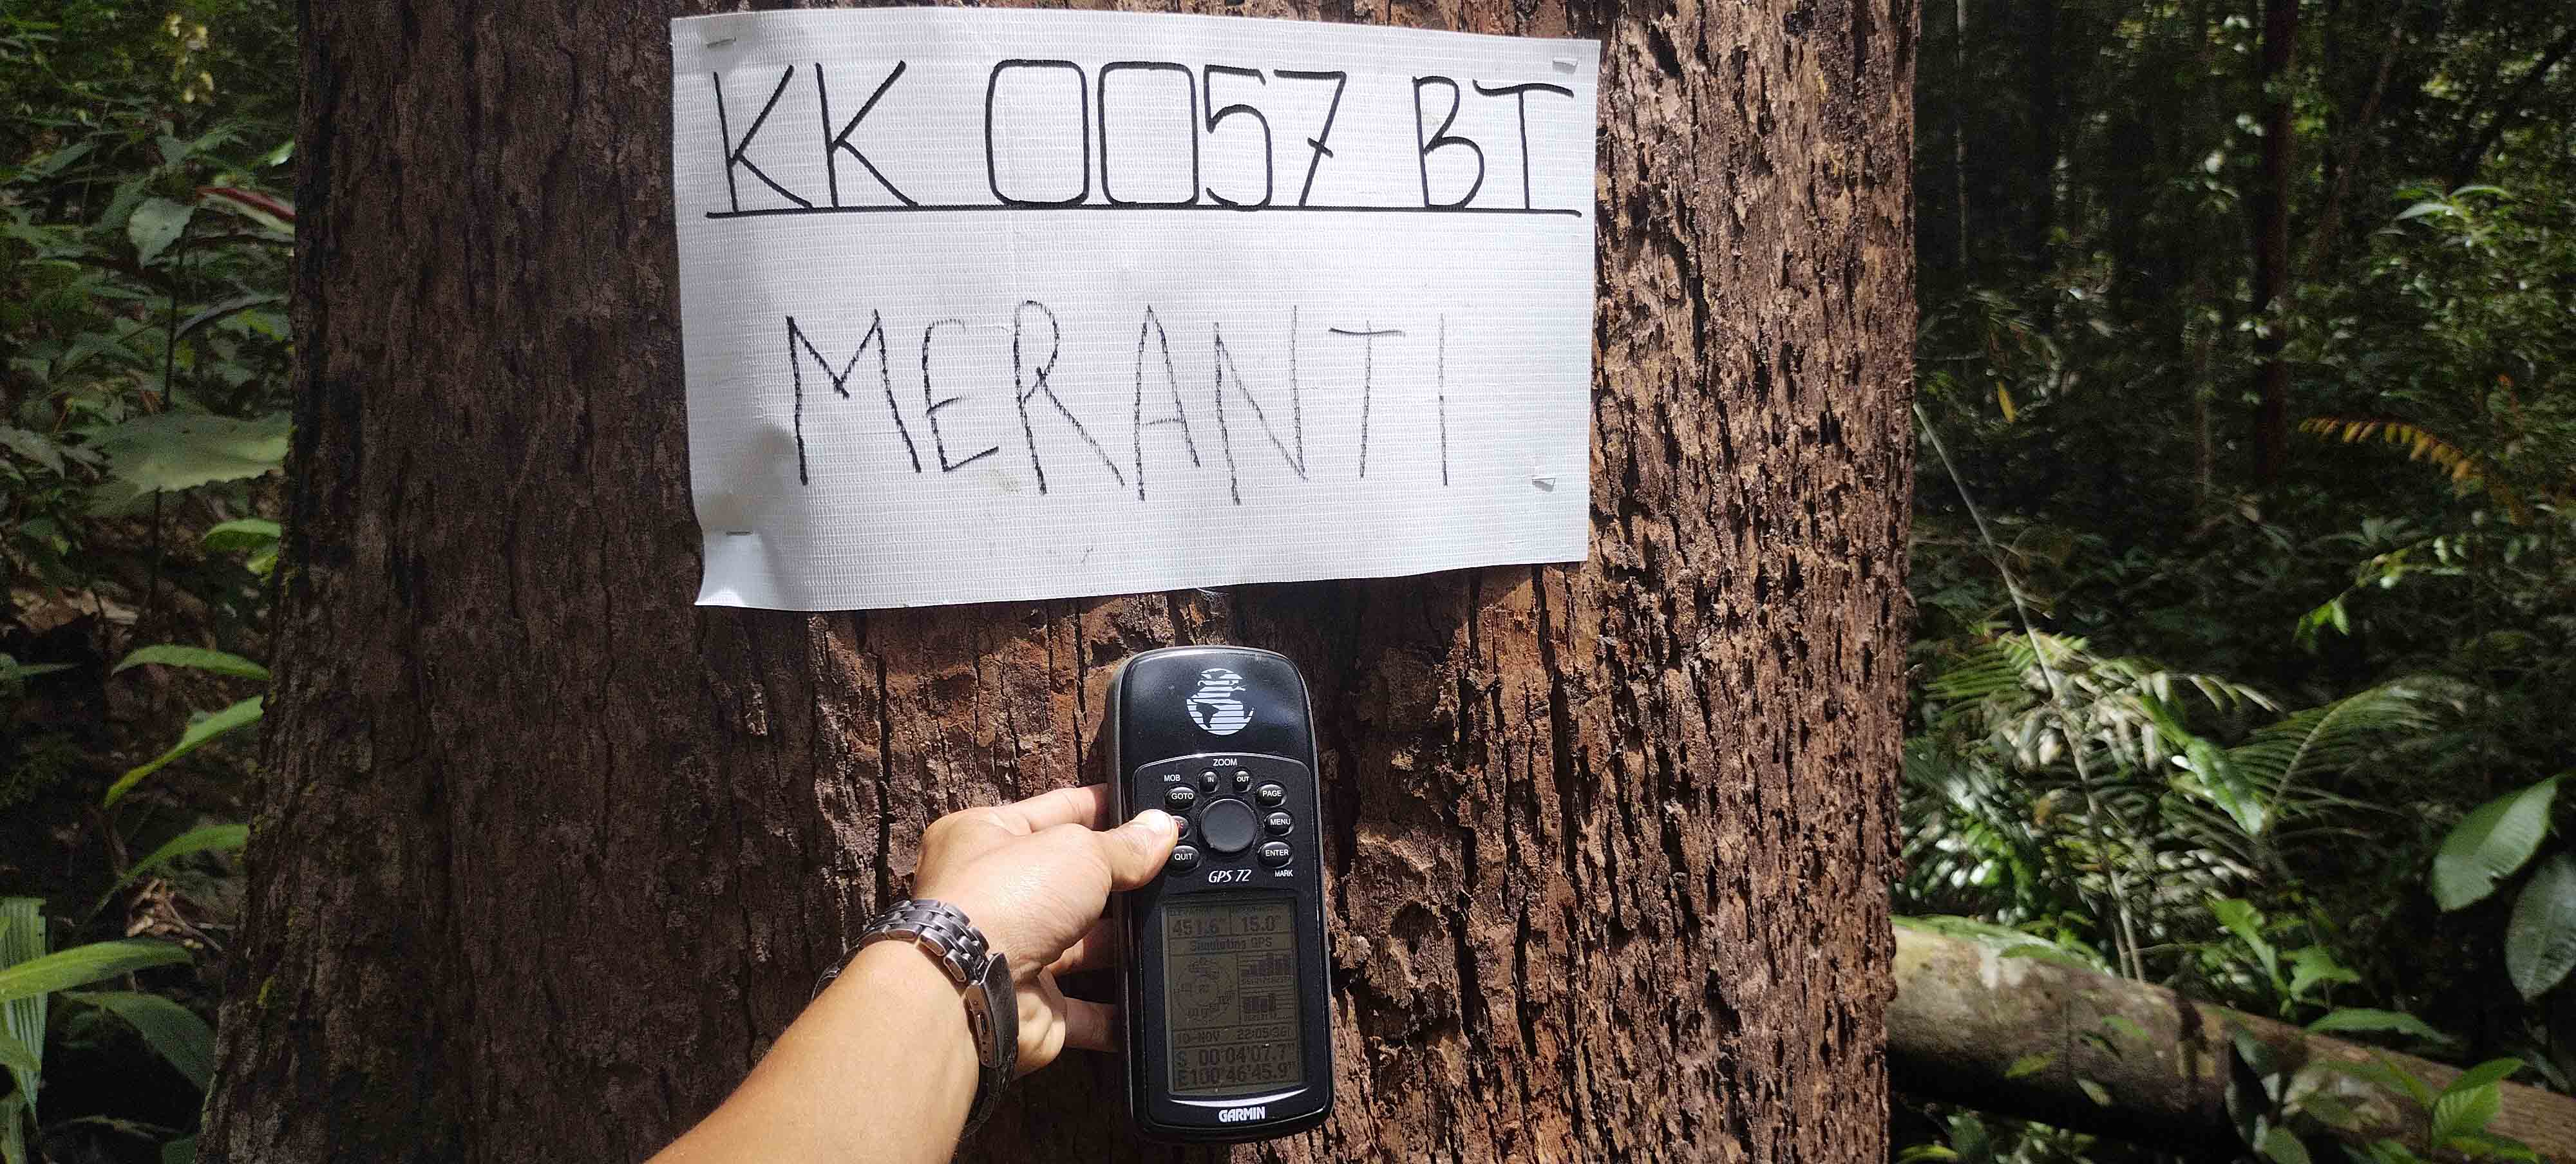 KK 0057 BT
MERANTI
ZOOM
MOB IN OUT
GOTO PAGE
MENU
QUIT ENTER
GPS 72 MARK
451.6 15.0
Simulating GPS
10-NOV 22:05:36
S 00°04'07.7"
E100°46'45.9"
GARMIN